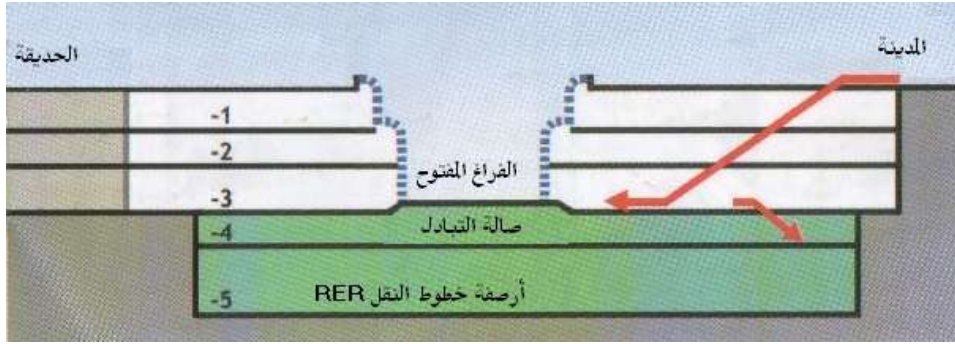 المدينة
الحديقة
-1
-2
الفراغ المفتوح
-3
صالة التبادل
-4
أرصفة خطوط النقل RER
-5